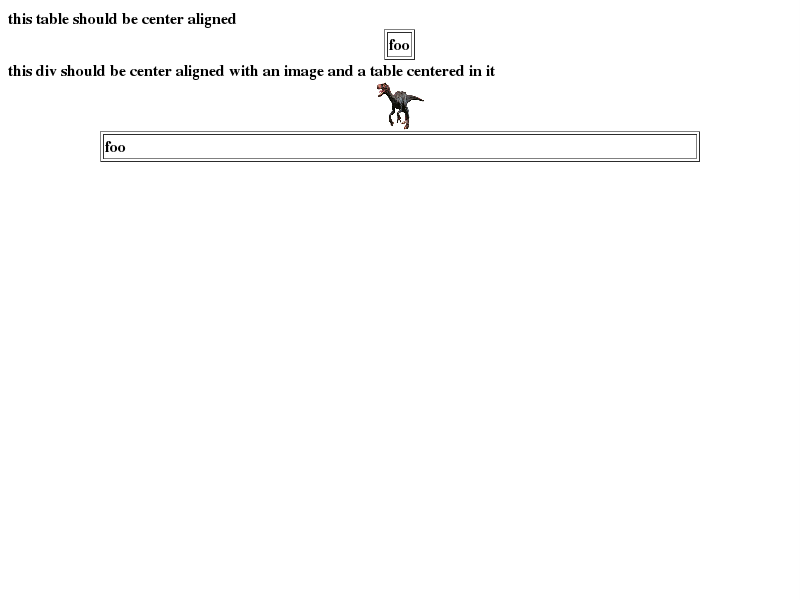 this table should be center aligned
foo
this div should be center aligned with an image and a table centered in it
foo